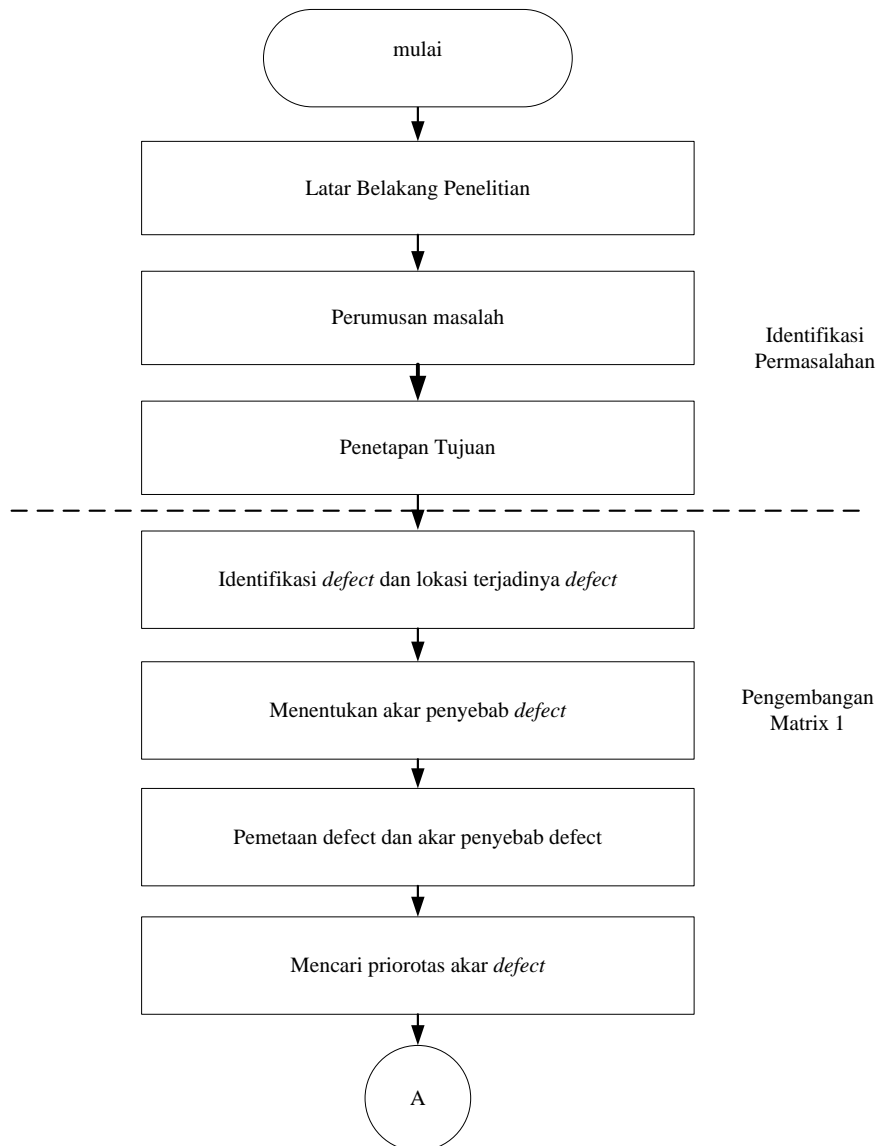 mulai
Latar Belakang Penelitian
Perumusan masalah
Identifikasi
Permasalahan
Penetapan Tujuan
Identifikasi defect dan lokasi terjadinya defect
Menentukan akar penyebab defect
Pengembangan
Matrix 1
Pemetaan defect dan akar penyebab defect
Mencari priorotas akar defect
A